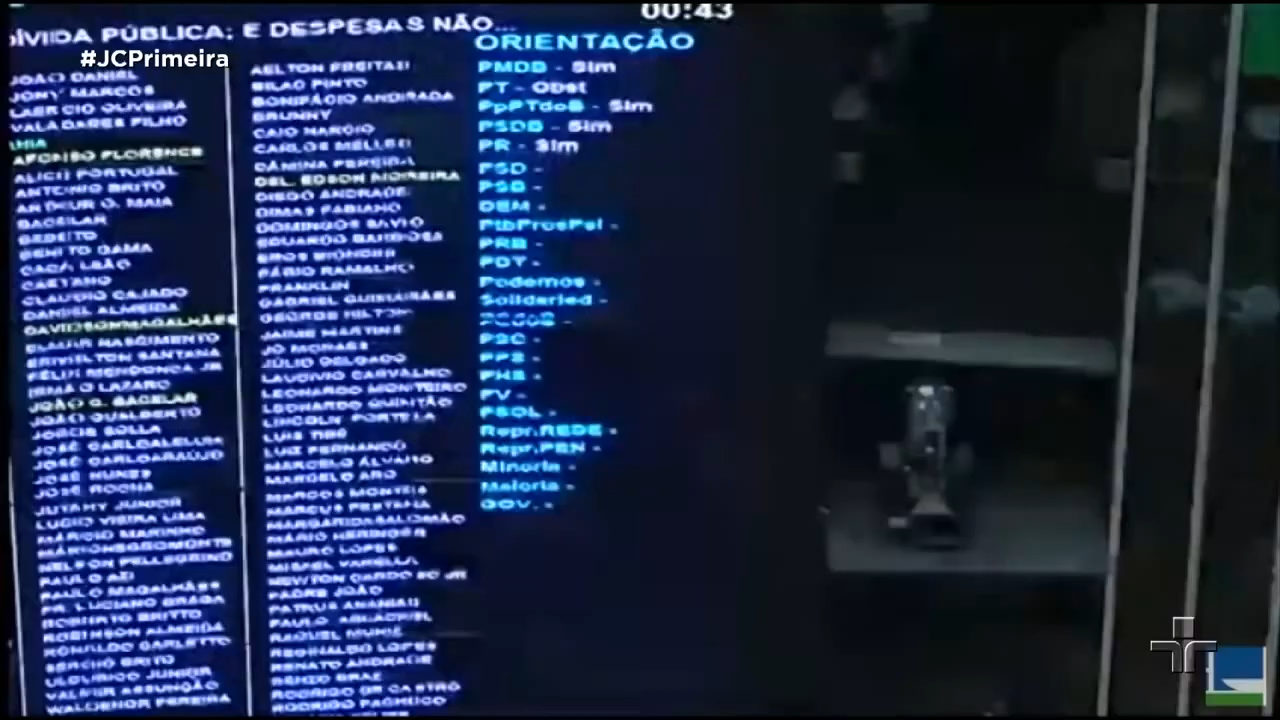 00:43
DÍVIDA PÚBLICA; E DESPESAS NÃO...
#JCPrimeira
JOÃO DANIEL
JONY MARCOS
LAERCIO OLIVEIRA
VALADARES FILHO
AFONSO FLORENCE
ALICE PORTUGAL
ANTONIO BRITO
ARTHUR O. MAIA
BACELAR
BEBETO
BENITO GAMA
CACÁ LEÃO
CAETANO
CLAUDIO CAJADO
DANIEL ALMEIDA
DAVIDSONMAGALHÃES
ELMAR NASCIMENTO
ERIVELTON SANTANA
FÉLIX MENDONÇA JR
IRMÃO LAZARO
JOÃO C. BACELAR
JOÃO GUALBERTO
JORGE SOLLA
JOSÉ CARLOALELUIA
JOSÉ CARLOARAÚJO
JOSÉ NUNES
JOSÉ ROCHA
JUTAHY JUNIOR
LUCIO VIEIRA LIMA
MÁRCIO MARINHO
MÁRIONEGROMONTE
NELSON PELLEGRINO
PAULO AZI
PAULO MAGALHÃES
PR. LUCIANO BRAGA
ROBERTO BRITTO
ROBINSON ALMEIDA
RONALDO CARLETTO
SÉRGIO BRITO
ULDURICO JUNIOR
VALMIR ASSUNÇÃO
WALDENOR PEREIRA
AELTON FREITAS
BILAC PINTO
BONIFÁCIO ANDRADA
BRUNNY
CAIO NARCIO
CARLOS MELLES
DÂMINA PEREIRA
DEL. EDSON MOREIRA
DIEGO ANDRADE
DIMAS FABIANO
DOMINGOS SÁVIO
EDUARDO BARBOSA
EROS BIONDINI
FÁBIO RAMALHO
FRANKLIN
GABRIEL GUIMARÃES
GEORGE HILTON
JAIME MARTINS
JÔ MORAES
JÚLIO DELGADO
LAUDIVIO CARVALHO
LEONARDO MONTEIRO
LEONARDO QUINTÃO
LINCOLN PORTELA
LUIS TIBÉ
LUIZ FERNANDO
MARCELO ÁLVARO
MARCELO ARO
MARCOS MONTES
MARCUS PESTANA
MARGARIDASALOMÃO
MÁRIO HERINGER
MAURO LOPES
MISAEL VARELLA
NEWTON CARDOSO JR
PADRE JOÃO
PATRUS ANANIAS
PAULO ABI-ACKEL
RAQUEL MUNIZ
REGINALDO LOPES
RENATO ANDRADE
RENZO BRAZ
RODRIGO DE CASTRO
RODRIGO PACHECO
ORIENTAÇÃO
PMDB - Sim
PT - Obst
PpPTdoB - Sim
PSDB - Sim
PR - Sim
PSD -
PSB -
DEM -
PtbProsPsl -
PRB -
PDT -
Podemos -
Solidaried -
PCdoB -
PSC -
PPS -
PHS -
PV -
PSOL -
Repr.REDE -
Repr.PEN -
Minoria -
Maioria -
GOV. -